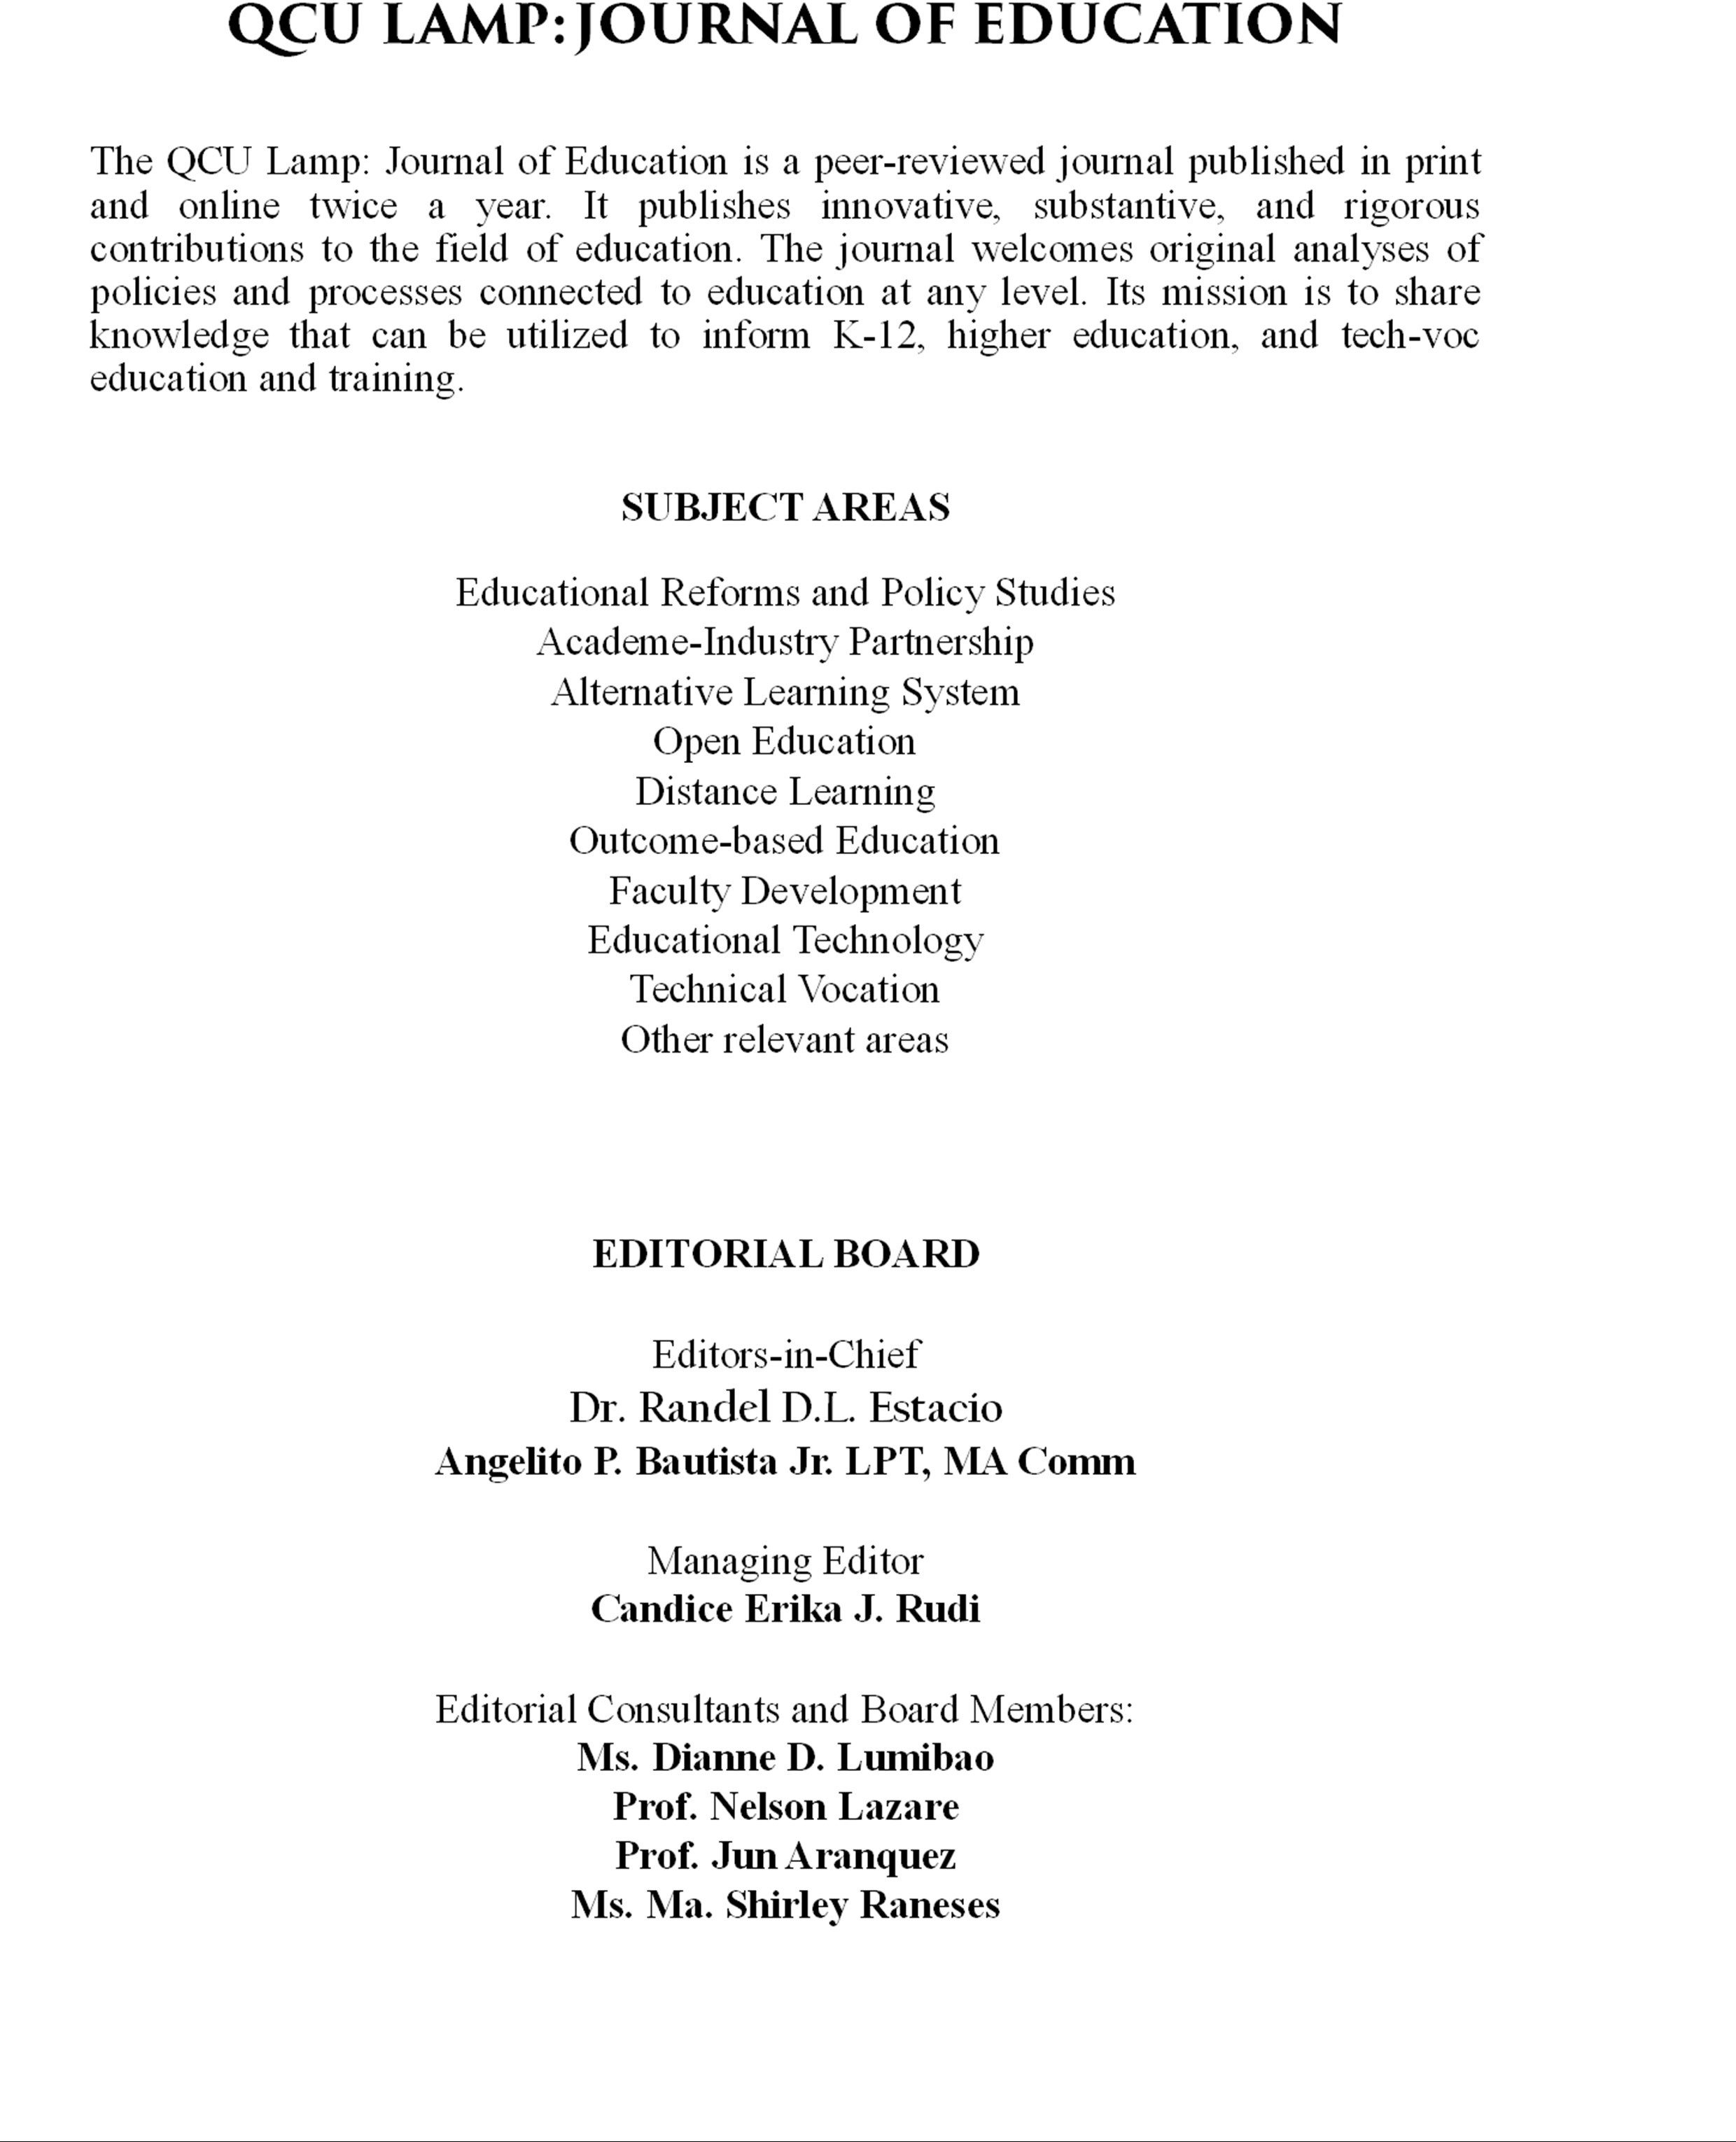 QCU LAMP: JOURNAL OF EDUCATION
The QCU Lamp: Journal of Education is a peer-reviewed journal published in print
and online twice a year. It publishes innovative, substantive, and rigorous
contributions to the field of education. The journal welcomes original analyses of
policies and processes connected to education at any level. Its mission is to share
knowledge that can be utilized to inform K-12, higher education, and tech-voc
education and training.
SUBJECT AREAS
Educational Reforms and Policy Studies
Academe-Industry Partnership
Alternative Learning System
Open Education
Distance Learning
Outcome-based Education
Faculty Development
Educational Technology
Technical Vocation
Other relevant areas
EDITORIAL BOARD
Editors-in-Chief
Dr. Randel D.L. Estacio
Angelito P. Bautista Jr. LPT, MA Comm
Managing Editor
Candice Erika J. Rudi
Editorial Consultants and Board Members:
Ms. Dianne D. Lumibao
Prof. Nelson Lazare
Prof. Jun Aranquez
Ms. Ma. Shirley Raneses